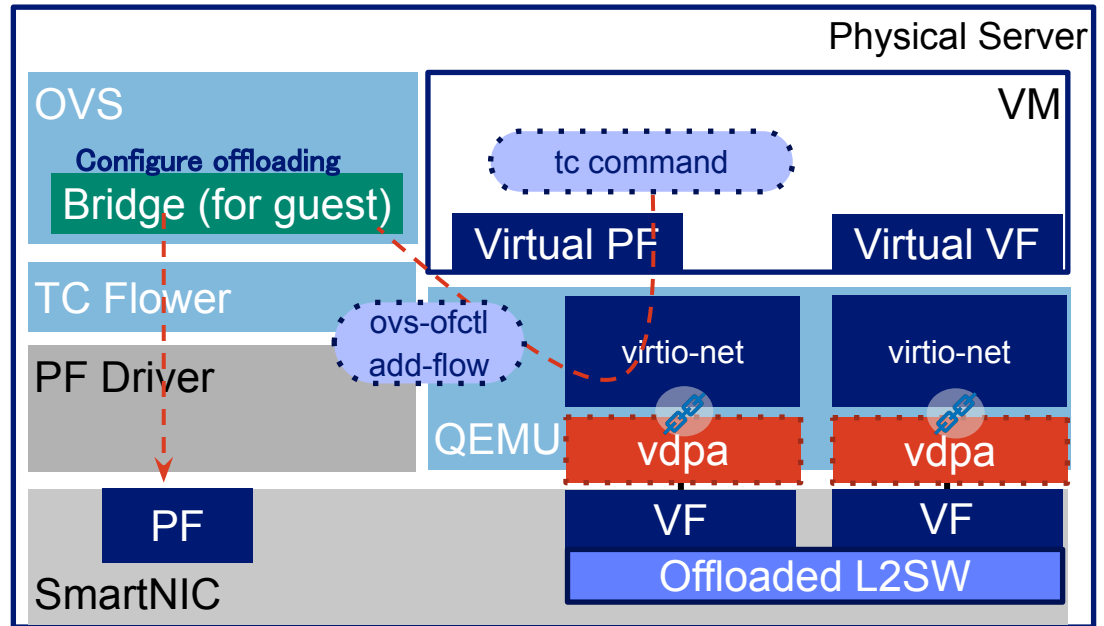 Physical Server
OVS
VM
Configure offloading
Bridge (for guest)
tc command
Virtual PF
Virtual VF
TC Flower
ovs-ofctl
add-flow
virtio-net
virtio-net
PF Driver
QEMU
vdpa
vdpa
PF
VF
VF
Offloaded L2SW
SmartNIC